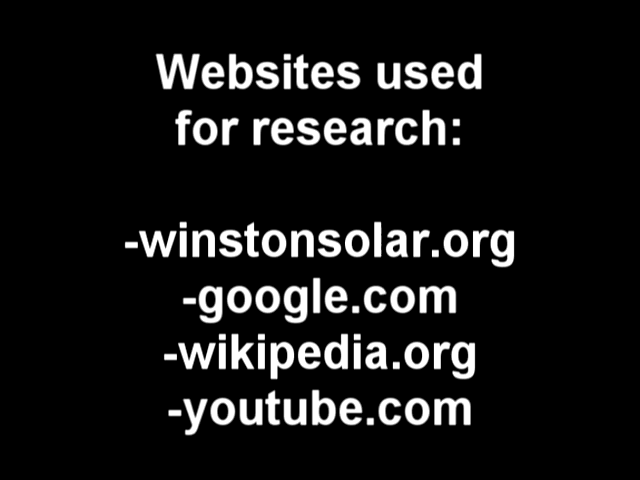 Websites used
for research:
-winstonsolar.org
-google.com
-wikipedia.org
-youtube.com